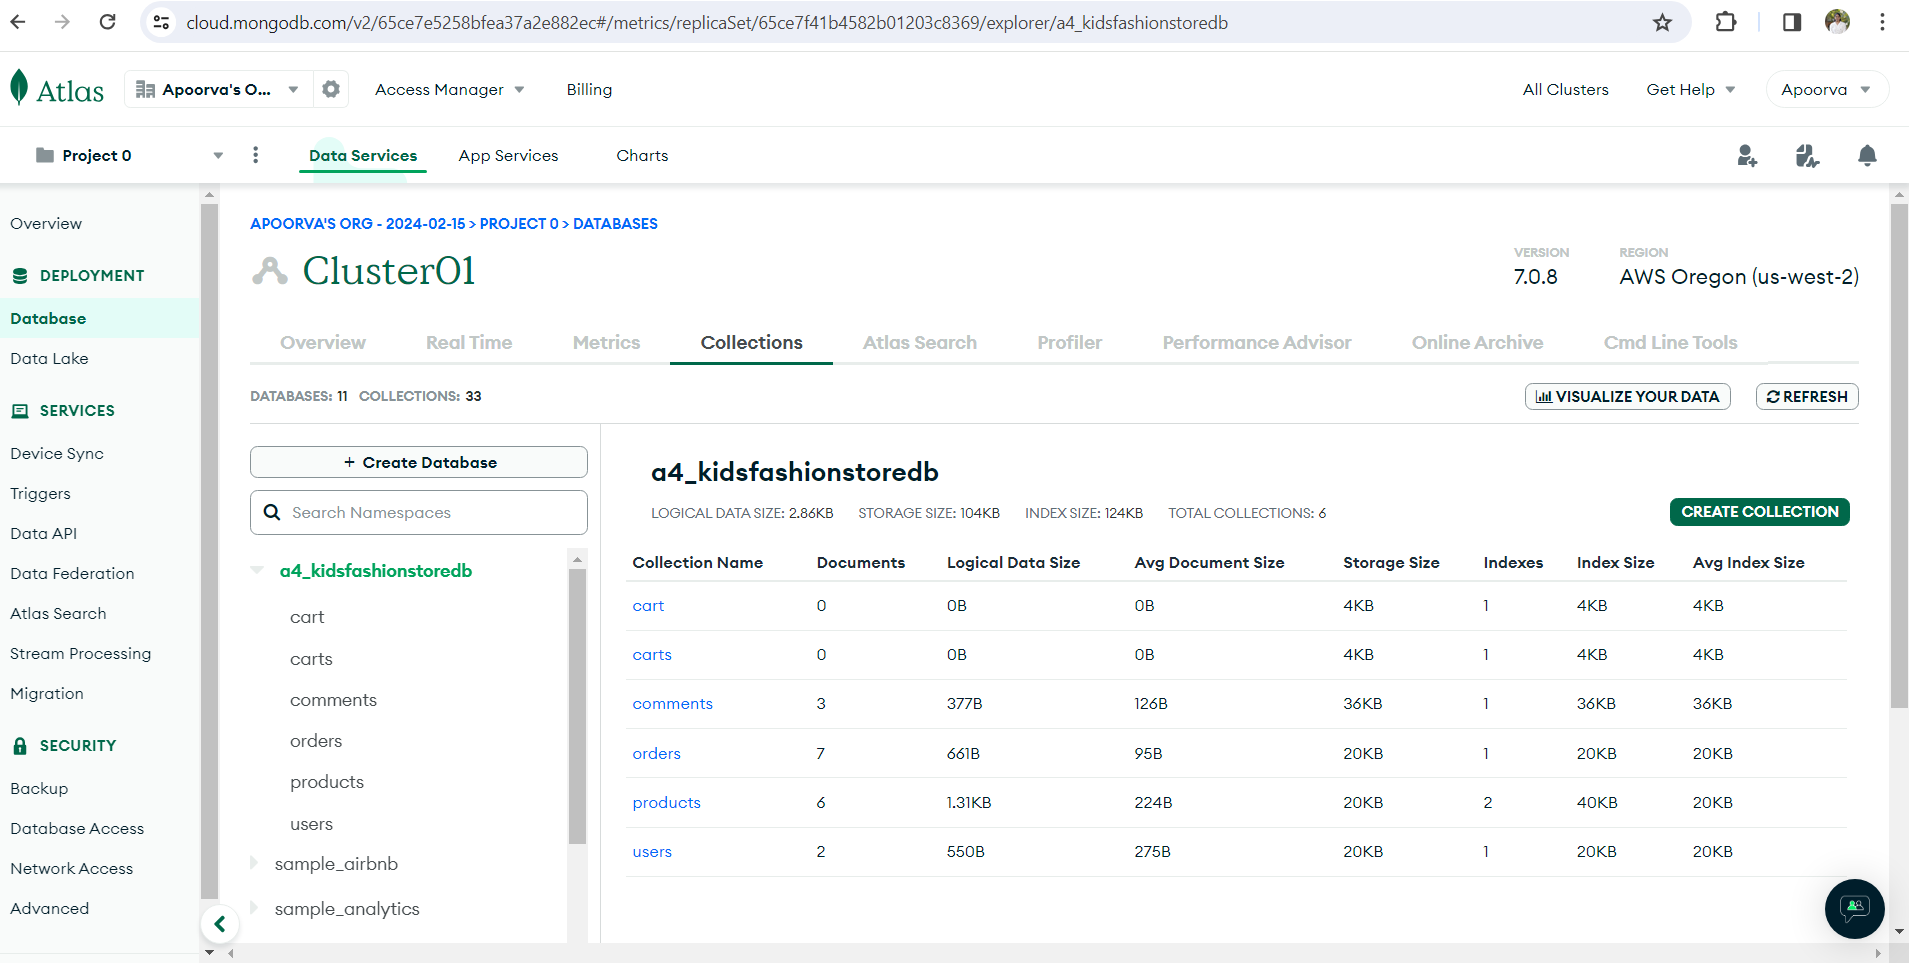 cloud.mongodb.com/v2/65ce7e5258bfea37a2e882ec#/metrics/replicaSet/65ce7f41b4582b01203c8369/explorer/a4_kidsfashionstoredb
Atlas Apoorva's O... Access Manager Billing All Clusters Get Help Apoorva
Project 0 Data Services App Services Charts
Overview
DEPLOYMENT
Database
Data Lake
SERVICES
Device Sync
Triggers
Data API
Data Federation
Atlas Search
Stream Processing
Migration
SECURITY
Backup
Database Access
Network Access
Advanced
APOORVA'S ORG - 2024-02-15 > PROJECT 0 > DATABASES
Cluster01
VERSION REGION
7.0.8 AWS Oregon (us-west-2)
Overview Real Time Metrics Collections Atlas Search Profiler Performance Advisor Online Archive Cmd Line Tools
DATABASES: 11 COLLECTIONS: 33 VISUALIZE YOUR DATA REFRESH
+ Create Database
Search Namespaces
a4_kidsfashionstoredb
cart
carts
comments
orders
products
users
sample_airbnb
sample_analytics
a4_kidsfashionstoredb
LOGICAL DATA SIZE: 2.86KB STORAGE SIZE: 104KB INDEX SIZE: 124KB TOTAL COLLECTIONS: 6 CREATE COLLECTION
Collection Name Documents Logical Data Size Avg Document Size Storage Size Indexes Index Size Avg Index Size
cart 0 0B 0B 4KB 1 4KB 4KB
carts 0 0B 0B 4KB 1 4KB 4KB
comments 3 377B 126B 36KB 1 36KB 36KB
orders 7 661B 95B 20KB 1 20KB 20KB
products 6 1.31KB 224B 20KB 2 40KB 20KB
users 2 550B 275B 20KB 1 20KB 20KB